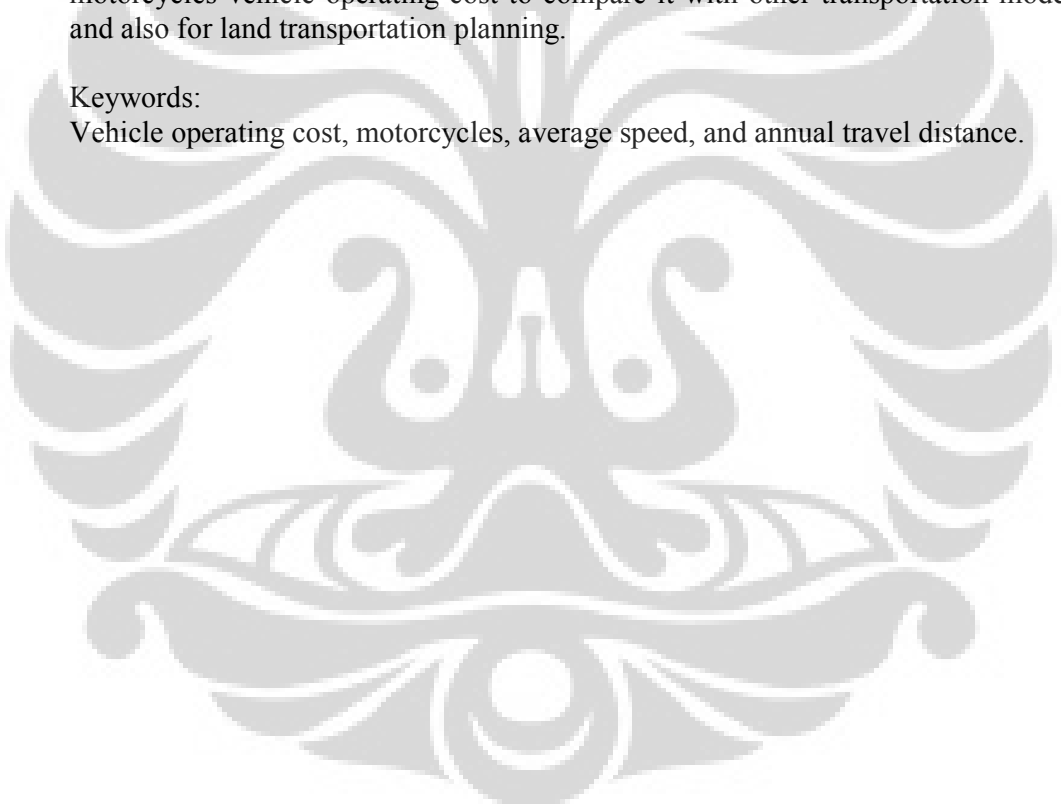 motorcycles vehicle operating cost to compare it with other transportation mode
and also for land transportation planning.
Keywords:
Vehicle operating cost, motorcycles, average speed, and annual travel distance.